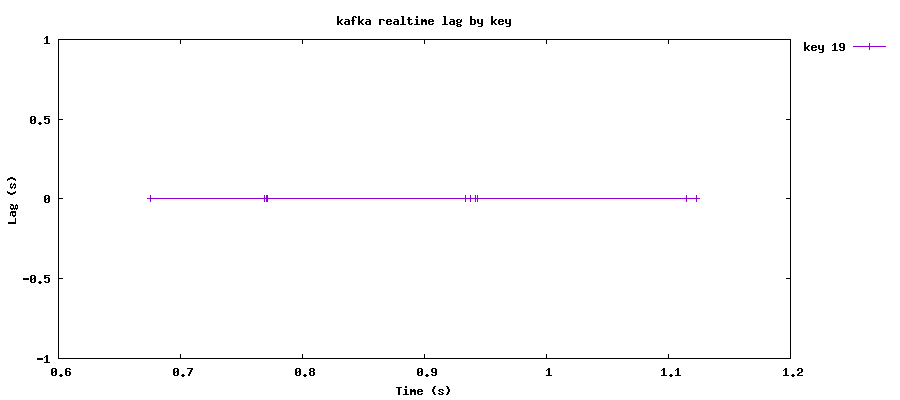 kafka realtime lag by key
key 19
1
0.5
0
-0.5
-1
Lag (s)
0.6 0.7 0.8 0.9 1 1.1 1.2
Time (s)